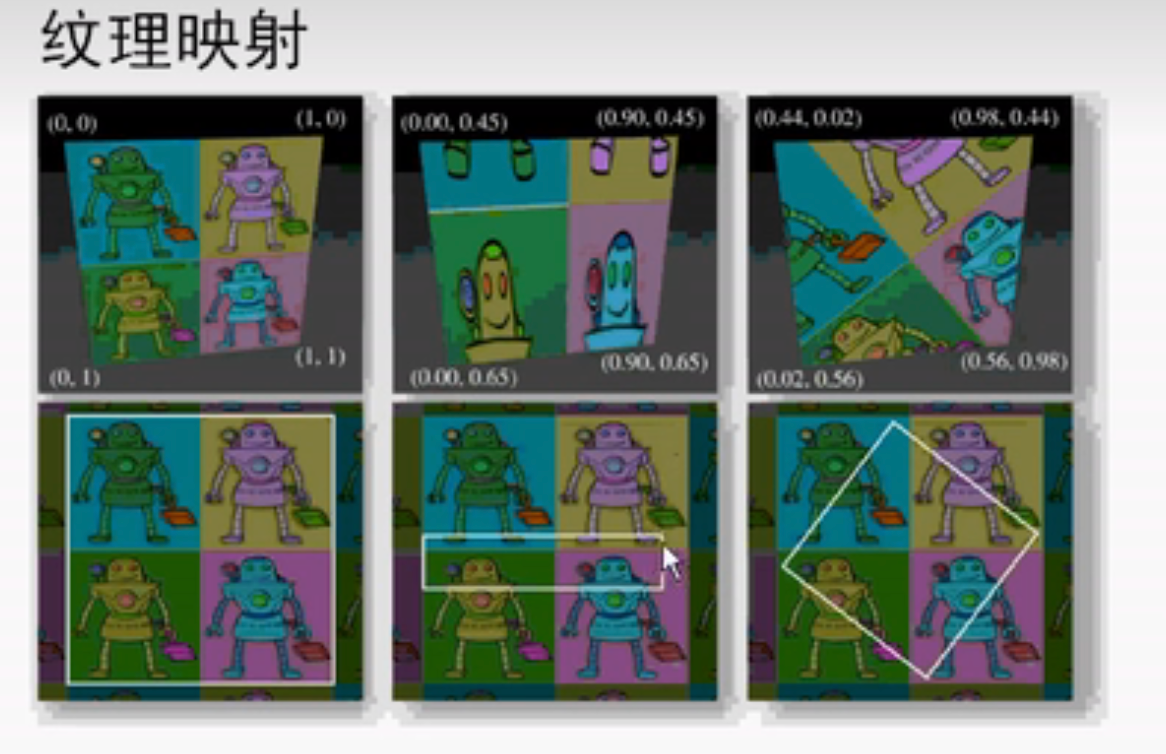 纹理映射
(0, 0) (1, 0)
(0, 1) (1, 1)
(0.00, 0.45) (0.90, 0.45)
(0.00, 0.65) (0.90, 0.65)
(0.44, 0.02) (0.98, 0.44)
(0.02, 0.56) (0.56, 0.98)